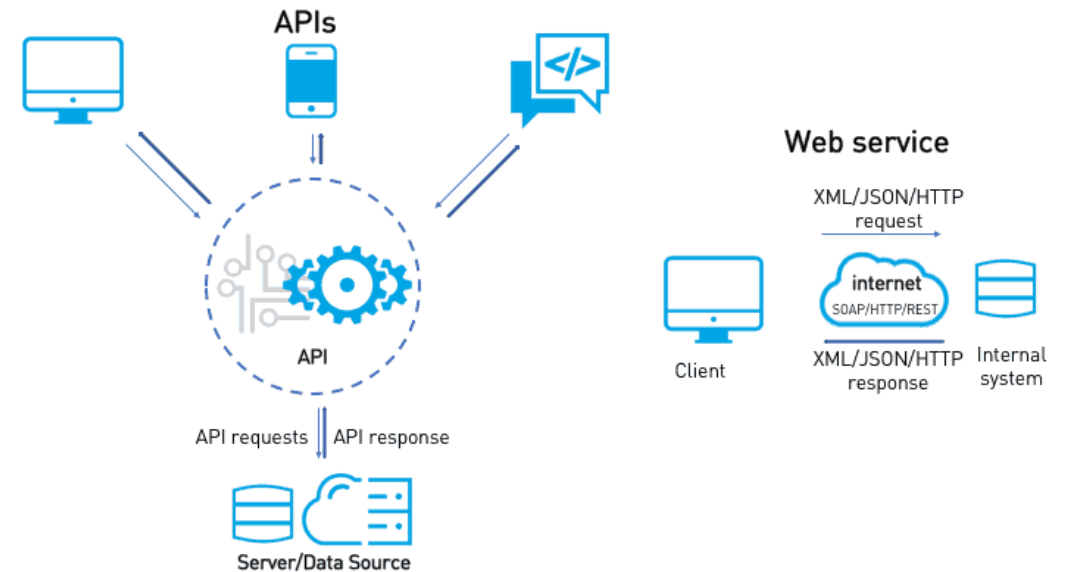 APIs
</>
API
API requests
API response
Server/Data Source
Web service
XML/JSON/HTTP
request
internet
SOAP/HTTP/REST
XML/JSON/HTTP
response
Client
Internal
system